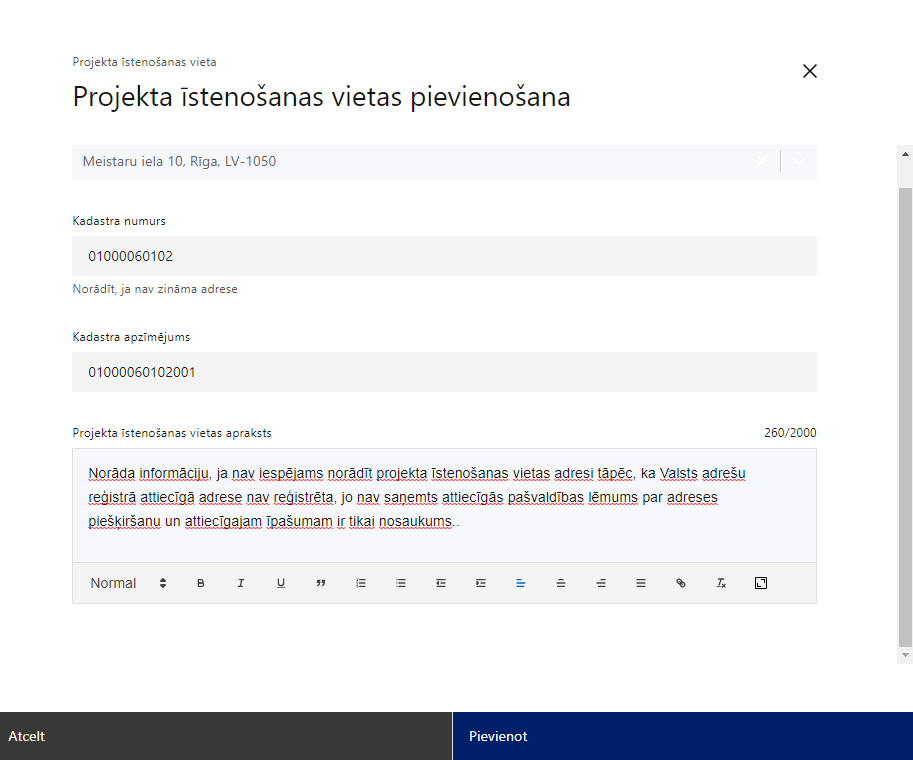 Projekta īstenošanas vieta
Projekta īstenošanas vietas pievienošana
Meistaru iela 10, Rīga, LV-1050
Kadastra numurs
01000060102
Norādīt, ja nav zināma adrese
Kadastra apzīmējums
01000060102001
Projekta īstenošanas vietas apraksts 260/2000
Norāda informāciju, ja nav iespējams norādīt projekta īstenošanas vietas adresi tāpēc, ka Valsts adrešu
reģistrā attiecīgā adrese nav reģistrēta, jo nav saņemts attiecīgās pašvaldības lēmums par adreses
piešķiršanu un attiecīgajam īpašumam ir tikai nosaukums..
Normal B I U
Atcelt Pievienot